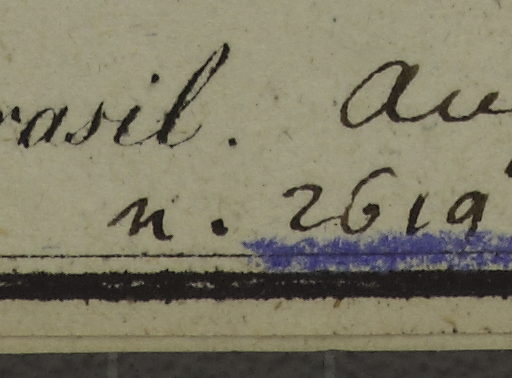 rasil. Au
n. 2619